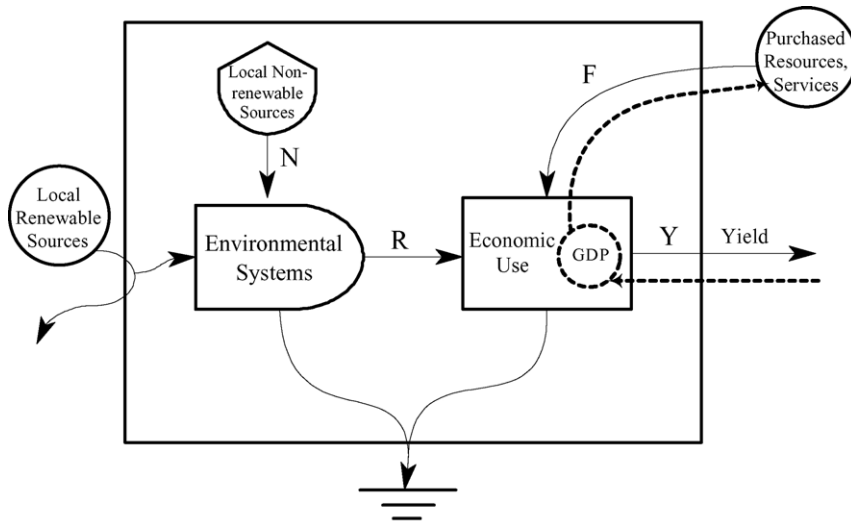 Purchased
Resources,
Services
F
Local Non-
renewable
Sources
N
Local
Renewable
Sources
Environmental
Systems
R
Economic
Use
GDP
Y
Yield